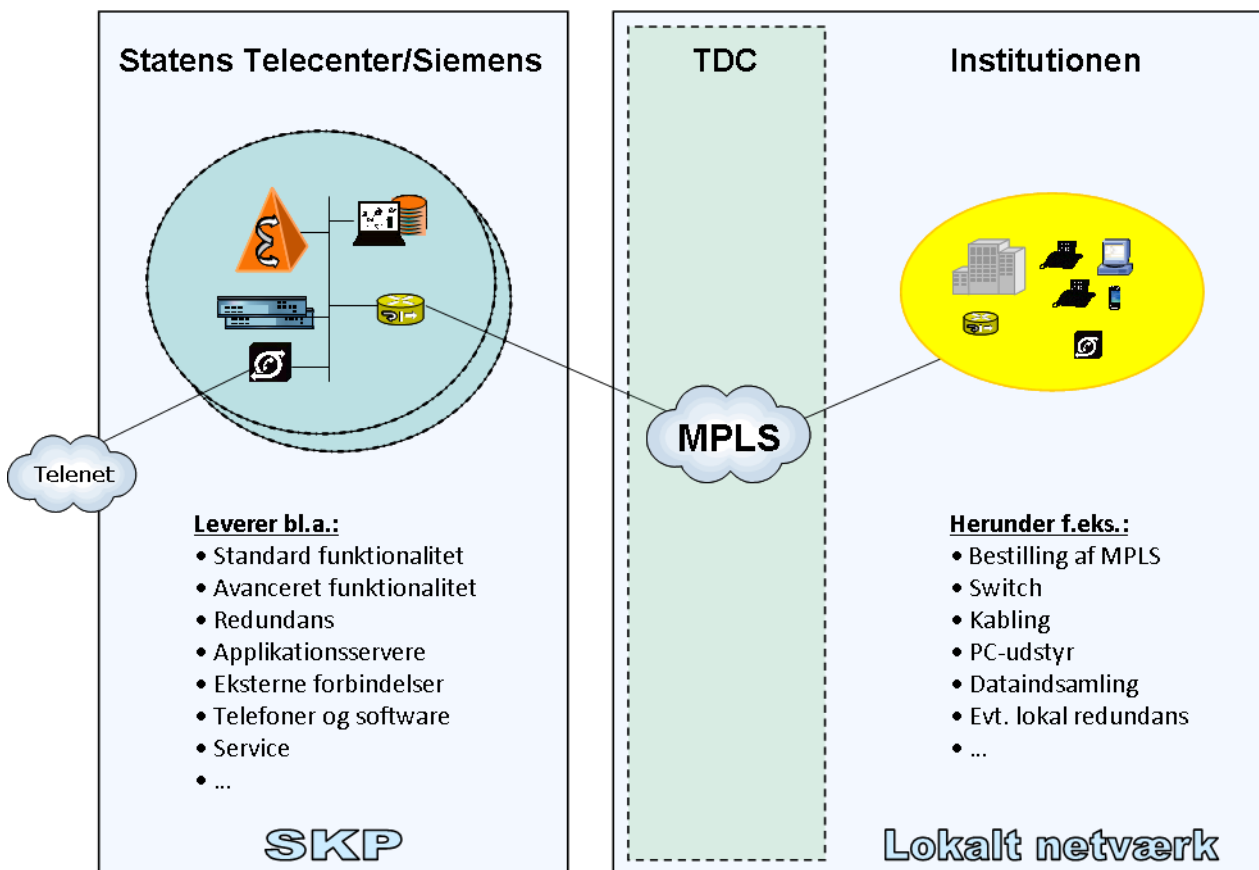 Statens Telecenter/Siemens
Telenet
Leverer bl.a.:
• Standard funktionalitet
• Avanceret funktionalitet
• Redundans
• Applikationsservere
• Eksterne forbindelser
• Telefoner og software
• Service
• ...
SKP
TDC
MPLS
Institutionen
Herunder f.eks.:
• Bestilling af MPLS
• Switch
• Kabling
• PC-udstyr
• Dataindsamling
• Evt. lokal redundans
• ...
Lokalt netværk